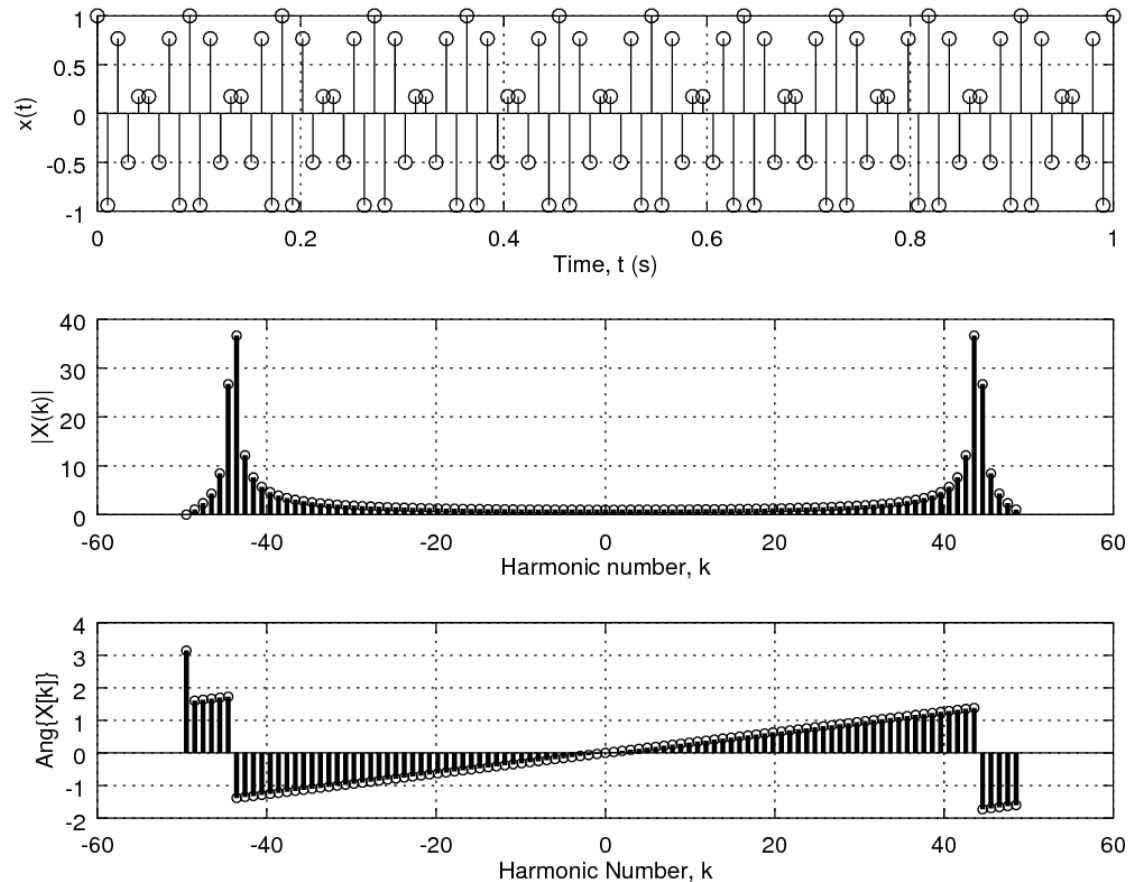 1
0.5
0
-0.5
-1
x(t)
0 0.2 0.4 0.6 0.8 1
Time, t (s)
40
30
20
10
0
|X(k)|
-60 -40 -20 0 20 40 60
Harmonic number, k
4
3
2
1
0
-1
-2
Ang{X[k]}
-60 -40 -20 0 20 40 60
Harmonic Number, k